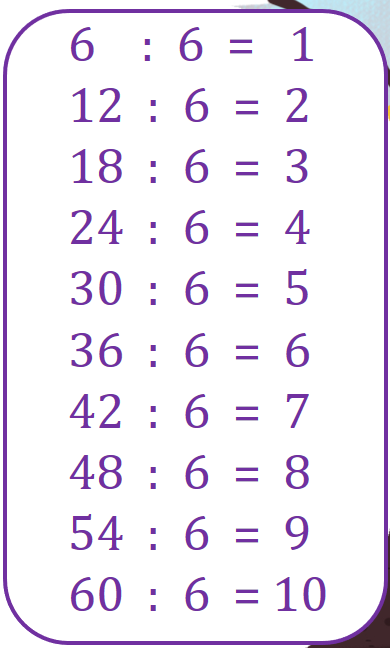 6 : 6 = 1
12 : 6 = 2
18 : 6 = 3
24 : 6 = 4
30 : 6 = 5
36 : 6 = 6
42 : 6 = 7
48 : 6 = 8
54 : 6 = 9
60 : 6 = 10